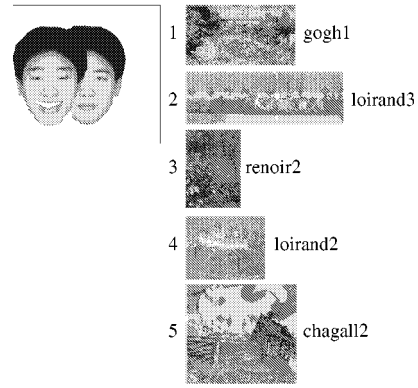 1 gogh1
2 loirand3
3 renoir2
4 loirand2
5 chagall2